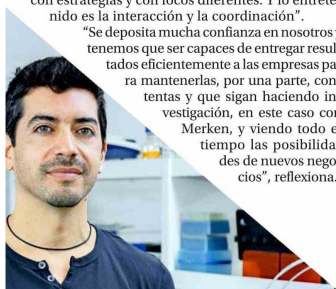 con estrategias y con focos diferentes. Y lo entrete
nido es la interacción y la coordinación”.
“Se deposita mucha confianza en nosotros
tenemos que ser capaces de entregar resul
tados eficientemente a las empresas pa
ra mantenerlas, por una parte, con
tentas y que sigan haciendo in
vestigación, en este caso con
Merken, y viendo todo e
tiempo las posibilida
des de nuevos nego
cios”, reflexiona.